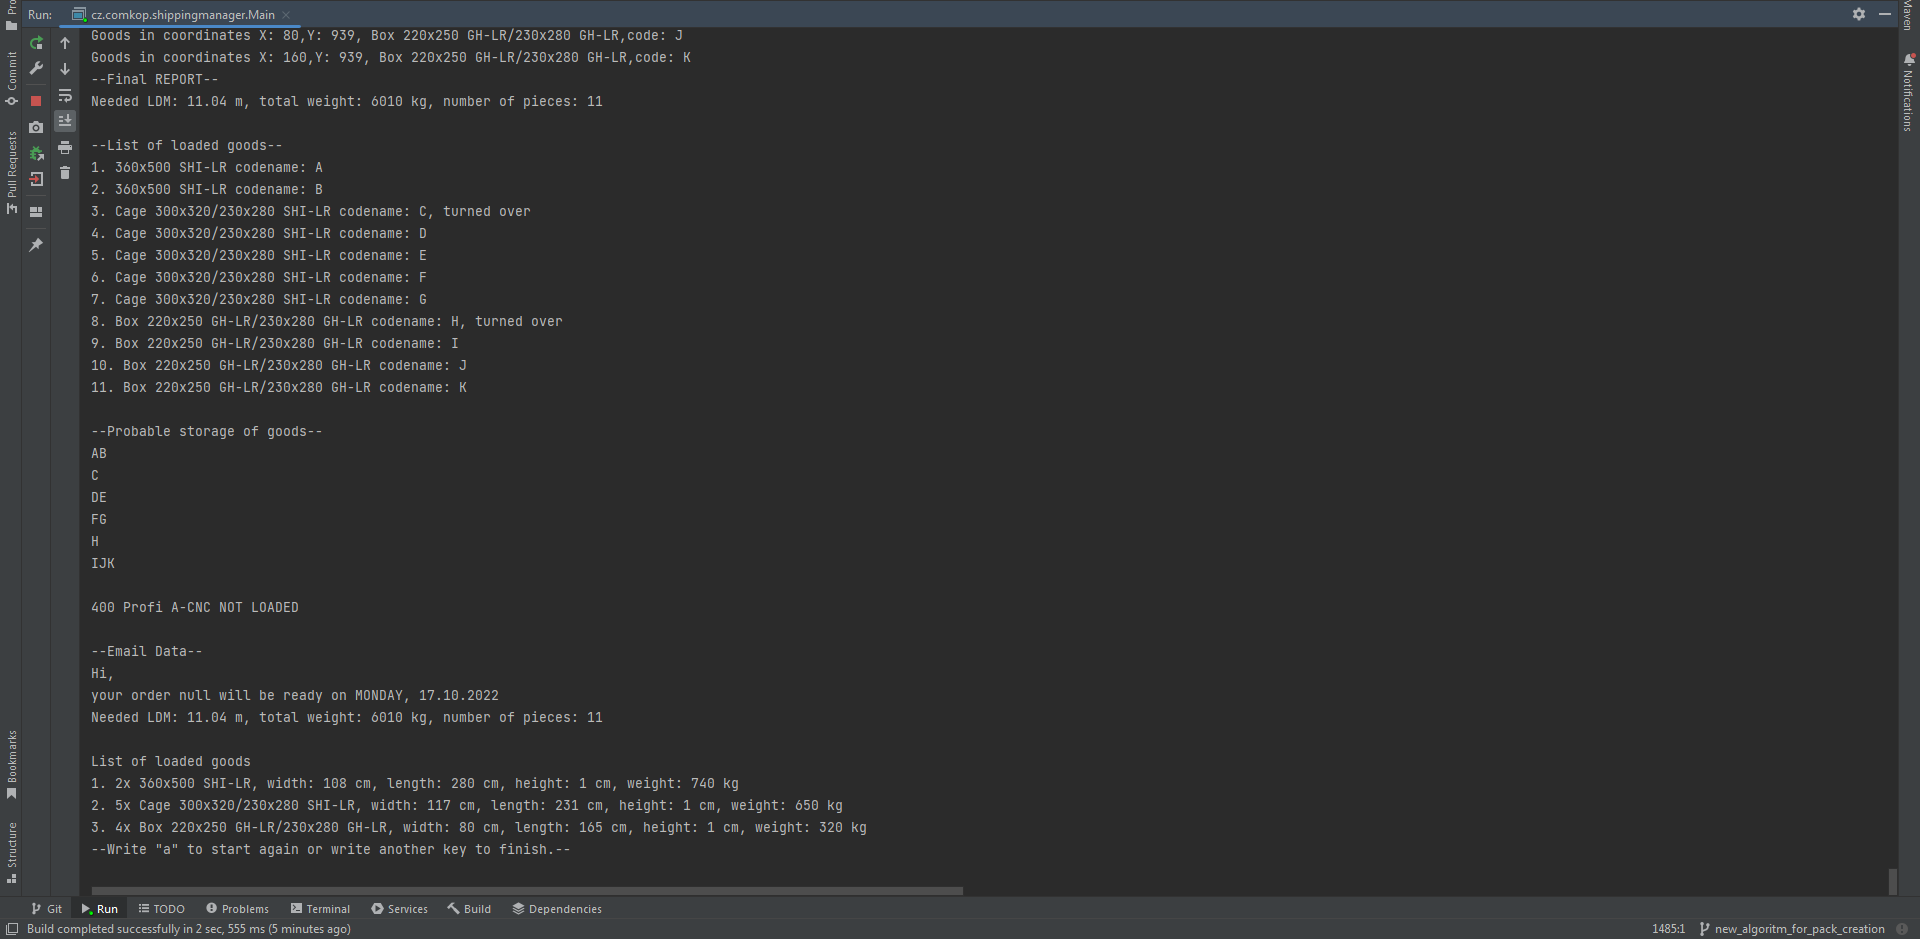 Run: cz.comkop.shippingmanager.Main
Goods in coordinates X: 80,Y: 939, Box 220x250 GH-LR/230x280 GH-LR,code: J
Goods in coordinates X: 160,Y: 939, Box 220x250 GH-LR/230x280 GH-LR,code: K
--Final REPORT--
Needed LDM: 11.04 m, total weight: 6010 kg, number of pieces: 11
--List of loaded goods--
1. 360x500 SHI-LR codename: A
2. 360x500 SHI-LR codename: B
3. Cage 300x320/230x280 SHI-LR codename: C, turned over
4. Cage 300x320/230x280 SHI-LR codename: D
5. Cage 300x320/230x280 SHI-LR codename: E
6. Cage 300x320/230x280 SHI-LR codename: F
7. Cage 300x320/230x280 SHI-LR codename: G
8. Box 220x250 GH-LR/230x280 GH-LR codename: H, turned over
9. Box 220x250 GH-LR/230x280 GH-LR codename: I
10. Box 220x250 GH-LR/230x280 GH-LR codename: J
11. Box 220x250 GH-LR/230x280 GH-LR codename: K
--Probable storage of goods--
AB
C
DE
FG
H
IJK
400 Profi A-CNC NOT LOADED
--Email Data--
Hi,
your order null will be ready on MONDAY, 17.10.2022
Needed LDM: 11.04 m, total weight: 6010 kg, number of pieces: 11
List of loaded goods
1. 2x 360x500 SHI-LR, width: 108 cm, length: 280 cm, height: 1 cm, weight: 740 kg
2. 5x Cage 300x320/230x280 SHI-LR, width: 117 cm, length: 231 cm, height: 1 cm, weight: 650 kg
3. 4x Box 220x250 GH-LR/230x280 GH-LR, width: 80 cm, length: 165 cm, height: 1 cm, weight: 320 kg
--Write "a" to start again or write another key to finish.--
Commit
Pull Requests
Bookmarks
Structure
Maven
Notifications
Git Run TODO Problems Terminal Services Build Dependencies
Build completed successfully in 2 sec, 555 ms (5 minutes ago) 1485:1 new_algoritm_for_pack_creation